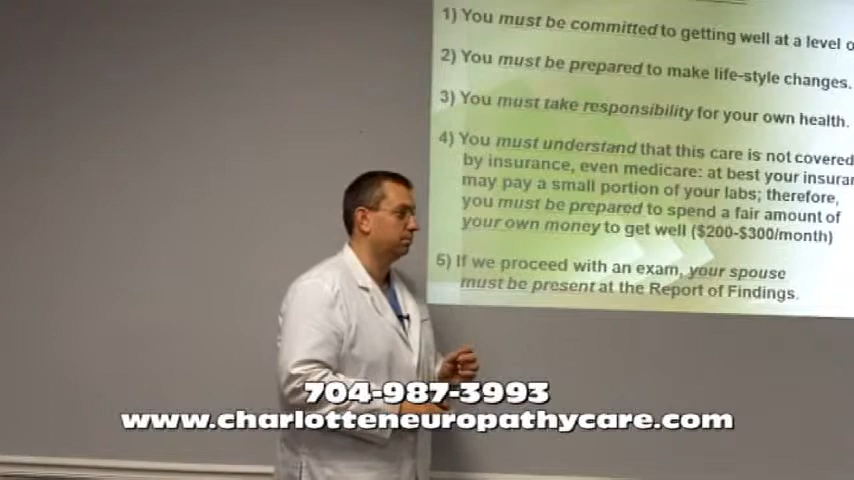 1) You must be committed to getting well at a level o
2) You must be prepared to make life-style changes.
3) You must take responsibility for your own health.
4) You must understand that this care is not covered
by insurance, even medicare: at best your insuran
may pay a small portion of your labs; therefore,
you must be prepared to spend a fair amount of
your own money to get well ($200-$300/month)
5) If we proceed with an exam, your spouse
must be present at the Report of Findings.
704-987-3993
www.charlotteneuropathycare.com